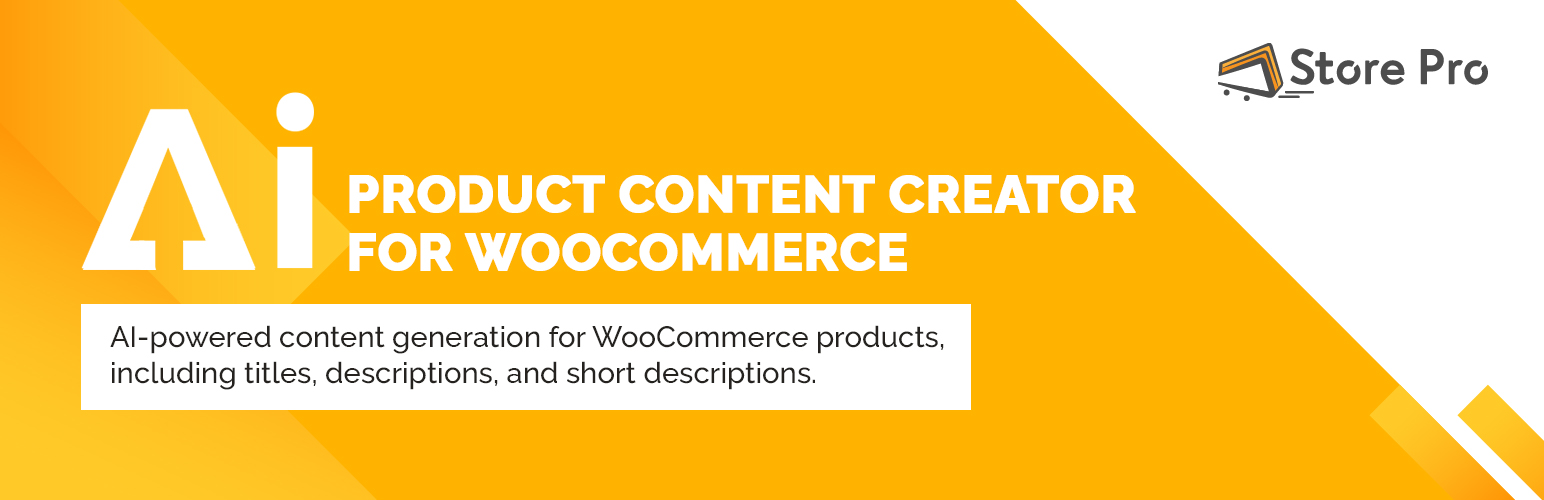 Store Pro
Ai
PRODUCT CONTENT CREATOR
FOR WOOCOMMERCE
AI-powered content generation for WooCommerce products,
including titles, descriptions, and short descriptions.